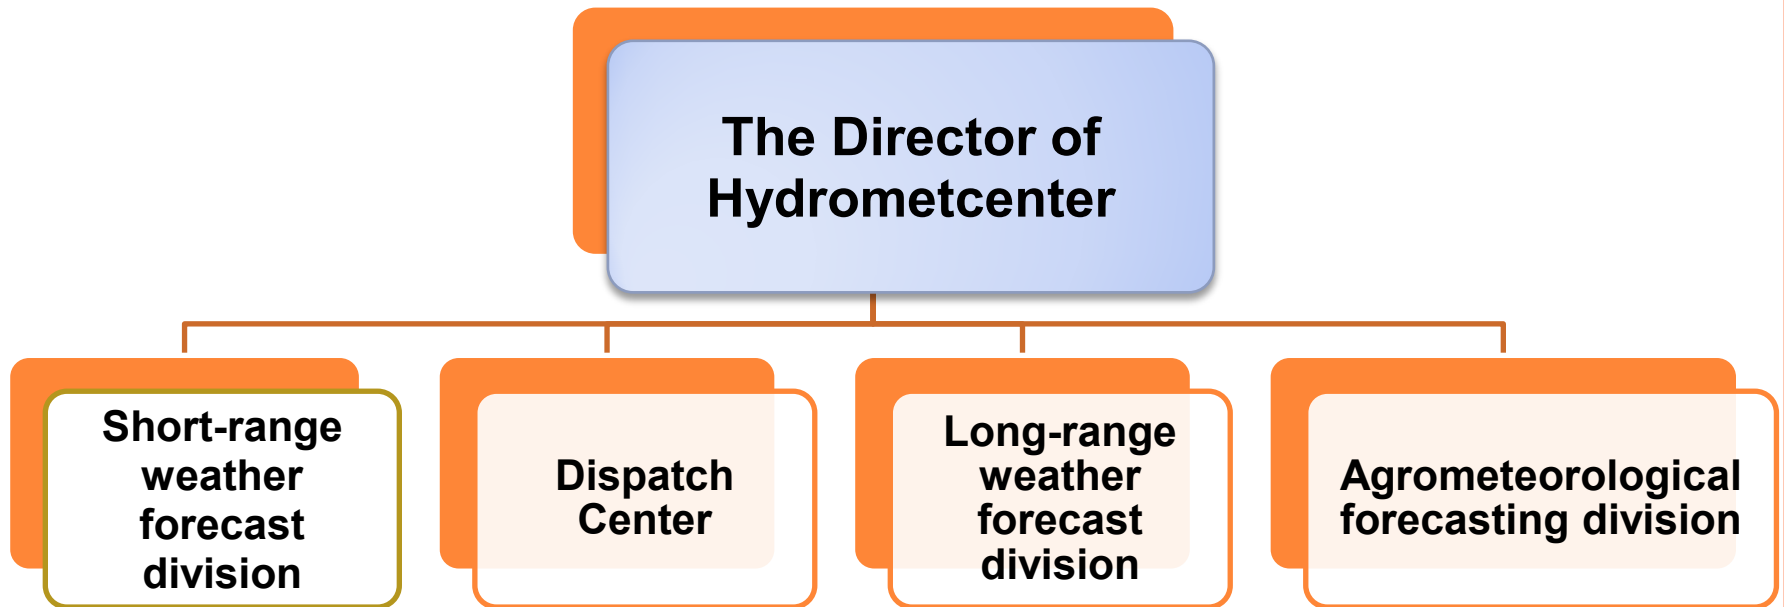 The Director of
Hydrometcenter
Short-range
weather
forecast
division
Dispatch
Center
Long-range
weather
forecast
division
Agrometeorological
forecasting division